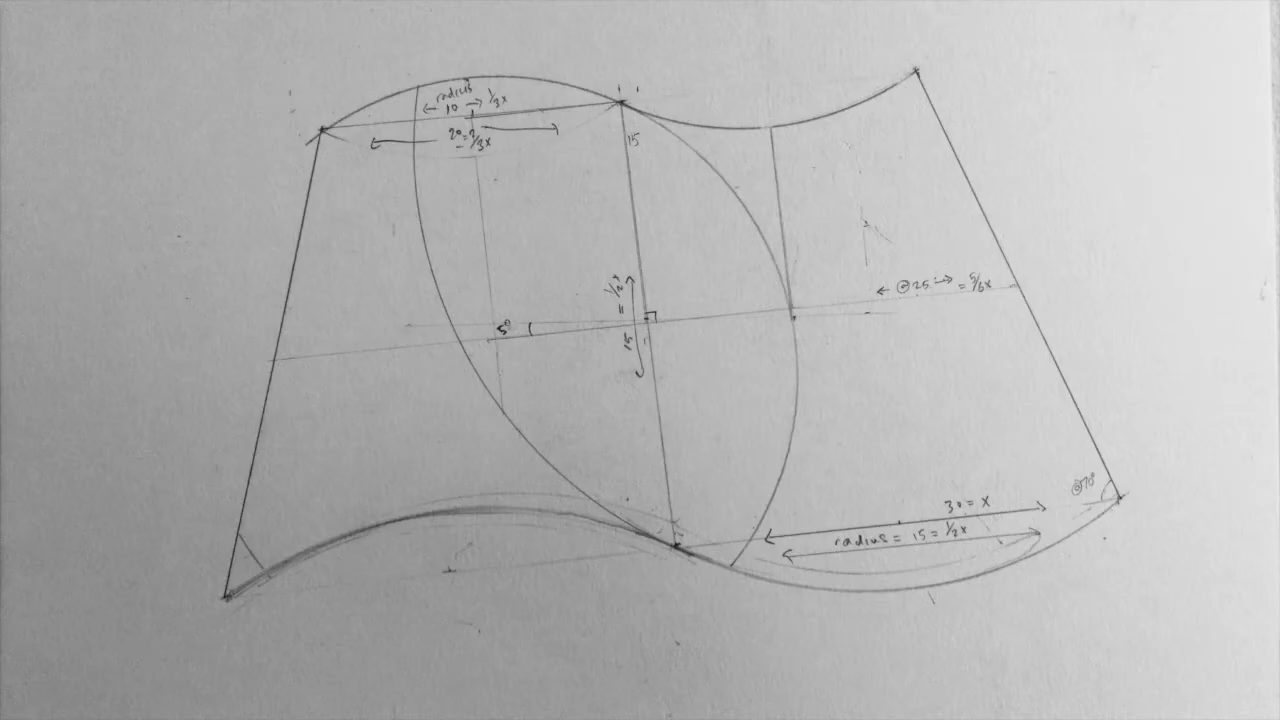 radius
← 10 → 1/3x
20 = 2/3x
15
15 = 1/2x
5°
← @25 → = 5/6x
@70°
30 = x
radius = 15 = 1/2x